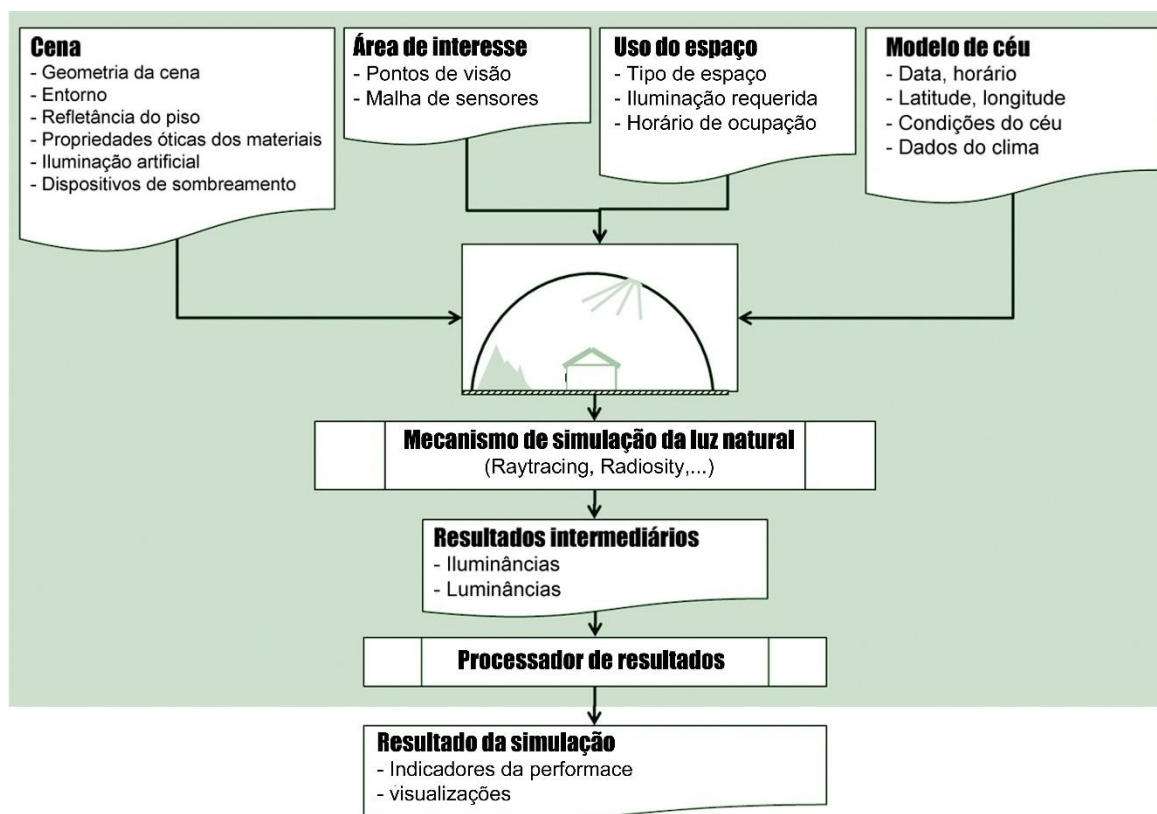 Cena
- Geometria da cena
- Entorno
- Refletância do piso
- Propriedades óticas dos materiais
- Iluminação artificial
- Dispositivos de sombreamento
Área de interesse
- Pontos de visão
- Malha de sensores
Uso do espaço
- Tipo de espaço
- Iluminação requerida
- Horário de ocupação
Modelo de céu
- Data, horário
- Latitude, longitude
- Condições do céu
- Dados do clima
Mecanismo de simulação da luz natural
(Raytracing, Radiosity,...)
Resultados intermediários
- Iluminâncias
- Luminâncias
Processador de resultados
Resultado da simulação
- Indicadores da performace
- visualizações